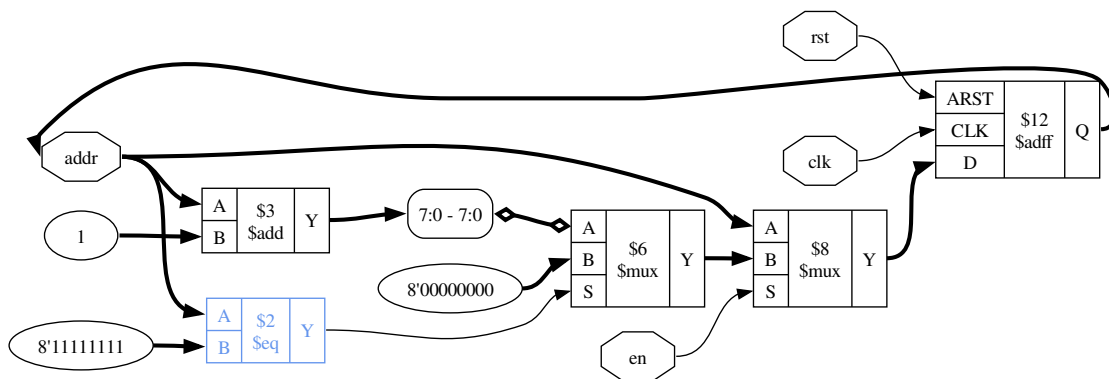 rst
ARST
CLK
D
$12
$adff
Q
clk
addr
A
B
$3
$add
Y
1
7:0 - 7:0
A
B
S
$6
$mux
Y
8'00000000
A
B
S
$8
$mux
Y
A
B
$2
$eq
Y
8'11111111
en